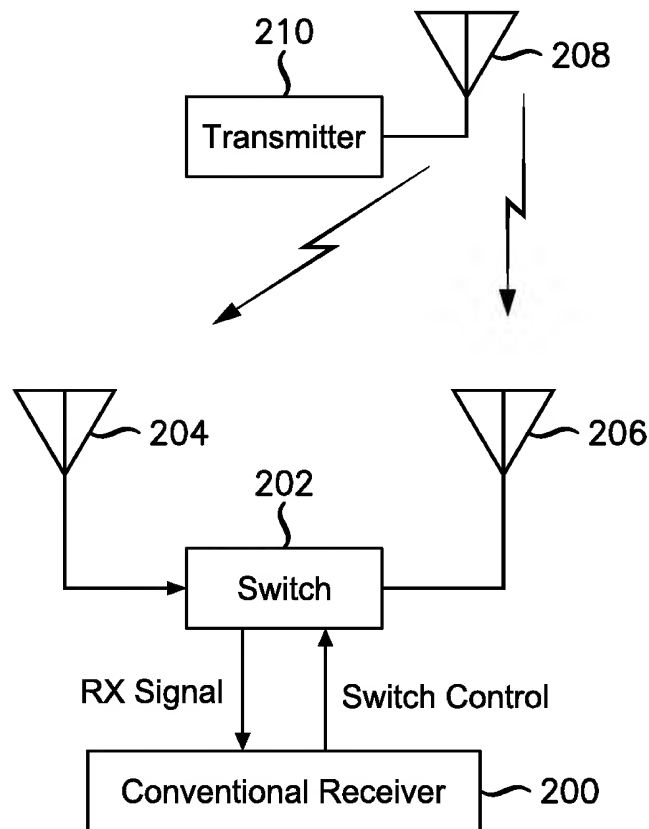 210
208
Transmitter
204
206
202
Switch
RX Signal
Switch Control
Conventional Receiver
200